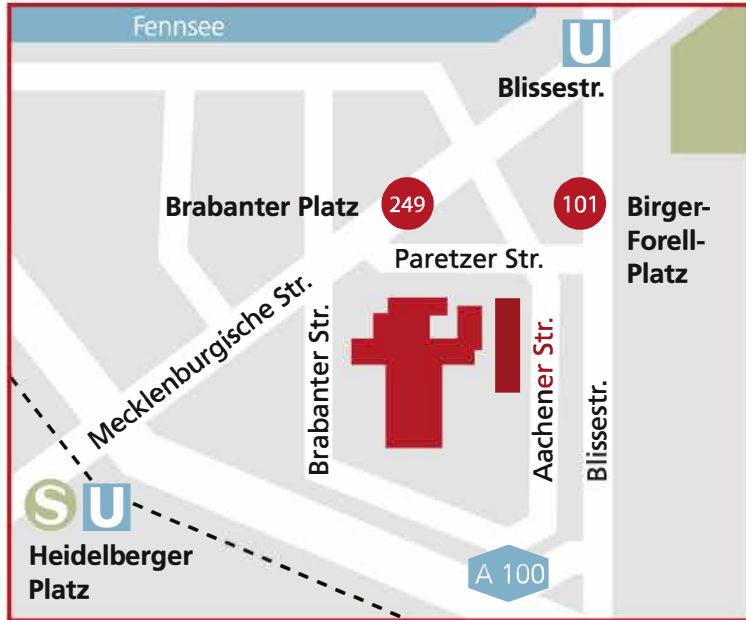 Fennsee
U
Blissestr.
Brabanter Platz
249
101
Birger-
Forell-
Platz
Paretzer Str.
Mecklenburgische Str.
Brabanter Str.
Aachener Str.
Blissestr.
S
U
Heidelberger
Platz
A 100